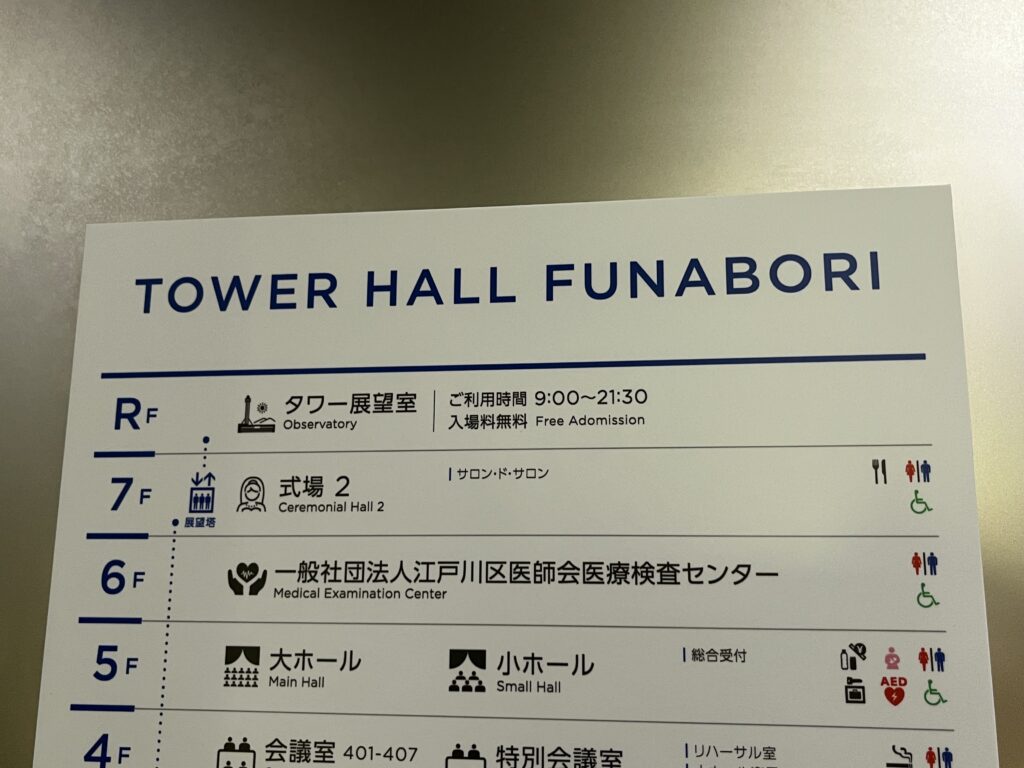 TOWER HALL FUNABORI
RF
タワー展望室
Observatory
ご利用時間 9:00〜21:30
入場料無料 Free Adomission
7F
展望塔
式場 2
Ceremonial Hall 2
サロン・ド・サロン
6F
一般社団法人江戸川区医師会医療検査センター
Medical Examination Center
5F
大ホール
Main Hall
小ホール
Small Hall
総合受付
AED
4F
会議室 401-407
特別会議室
リハーサル室